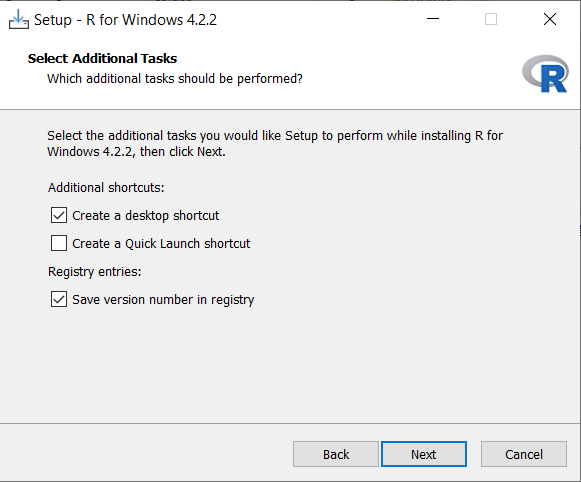 Setup - R for Windows 4.2.2
Select Additional Tasks
Which additional tasks should be performed?
R
Select the additional tasks you would like Setup to perform while installing R for
Windows 4.2.2, then click Next.
Additional shortcuts:
Create a desktop shortcut
Create a Quick Launch shortcut
Registry entries:
Save version number in registry
Back
Next
Cancel